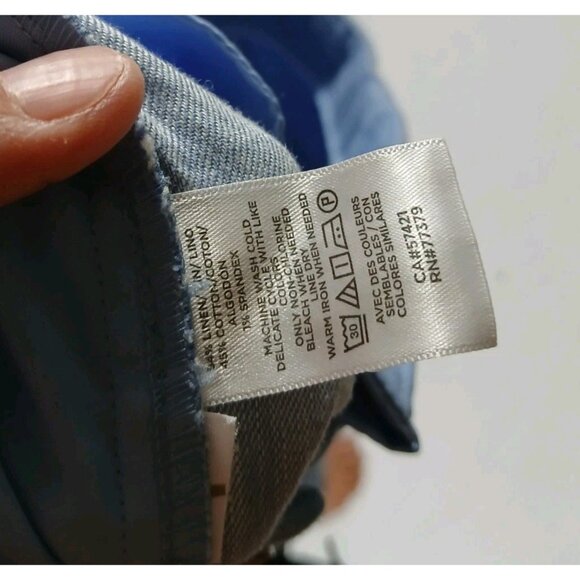 LINEN/ LIN/ LINO
45% COTTON/ COTON/
ALGODÓN
1% SPANDEX
MACHINE WASH COLD
DELICATE CYCLE WITH LIKE
COLORS.
ONLY NON-CHLORINE
BLEACH WHEN NEEDED
LINE DRY
WARM IRON WHEN NEEDED
30
P
AVEC DES COULEURS
SEMBLABLES / CON
COLORES SIMILARES
CA#57421
RN#77379